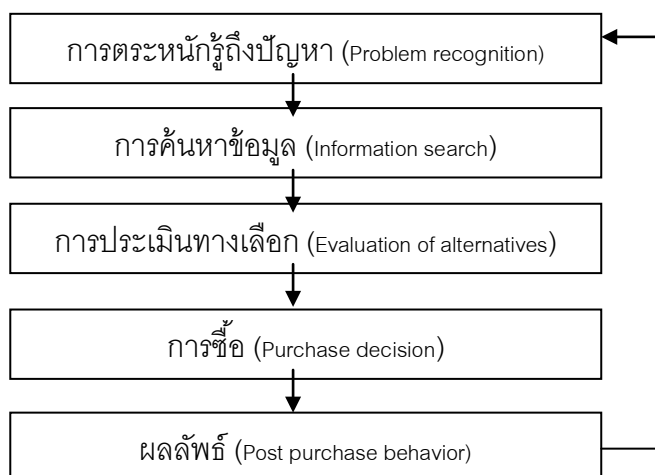 การตระหนักรู้ถึงปัญหา (Problem recognition)
การค้นหาข้อมูล (Information search)
การประเมินทางเลือก (Evaluation of alternatives)
การซื้อ (Purchase decision)
ผลลัพธ์ (Post purchase behavior)